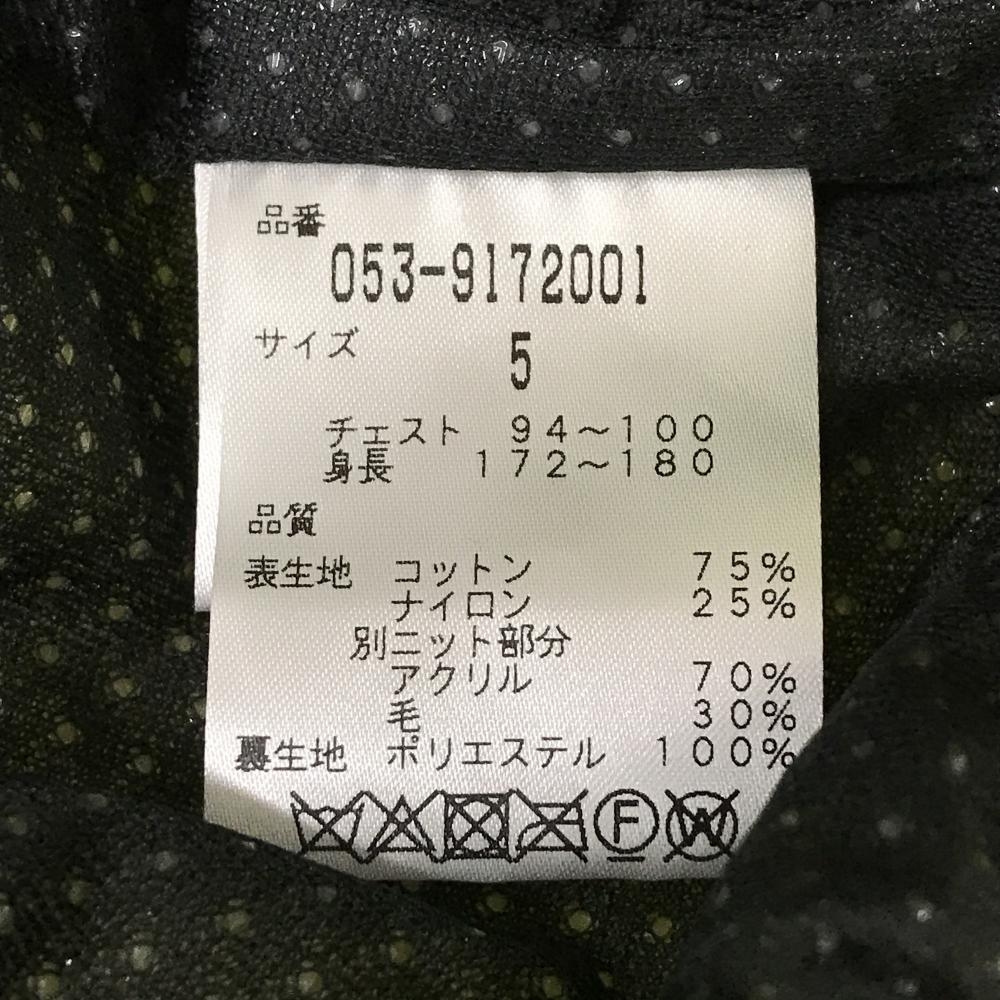 品番
053-9172001
サイズ 5
チェスト 94~100
身長 172~180
品質
表生地 コットン 75%
ナイロン 25%
別ニット部分
アクリル 70%
毛 30%
裏生地 ポリエステル 100%
F W